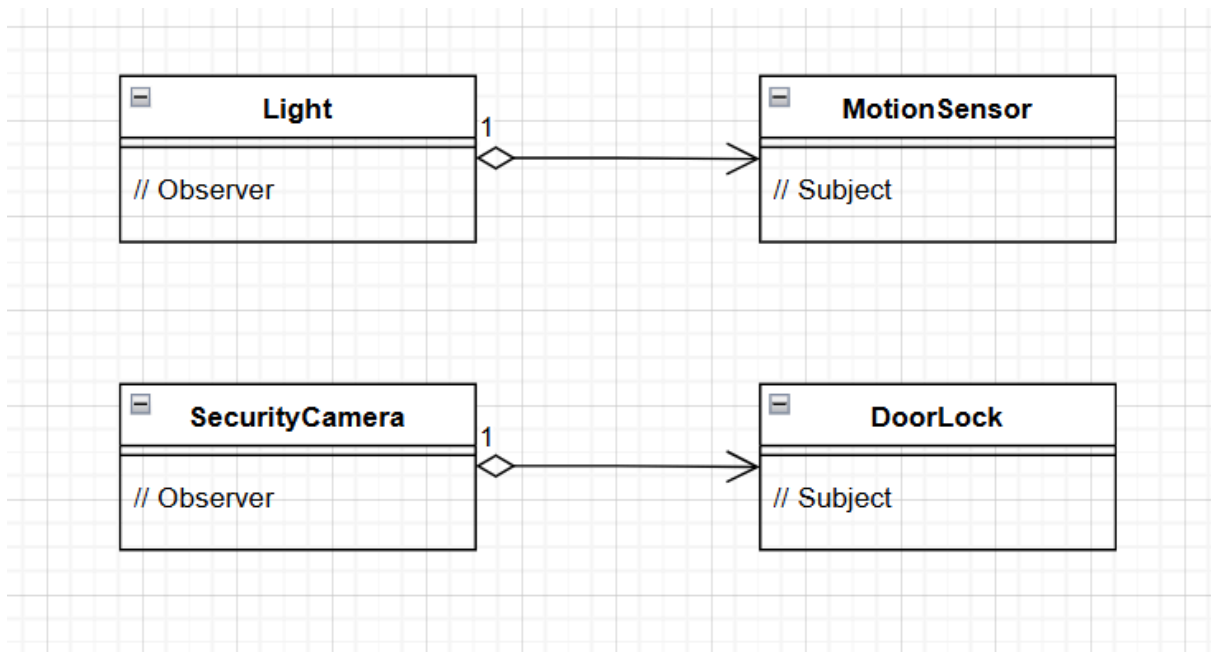 Light
1
MotionSensor
// Observer
// Subject
SecurityCamera
1
DoorLock
// Observer
// Subject